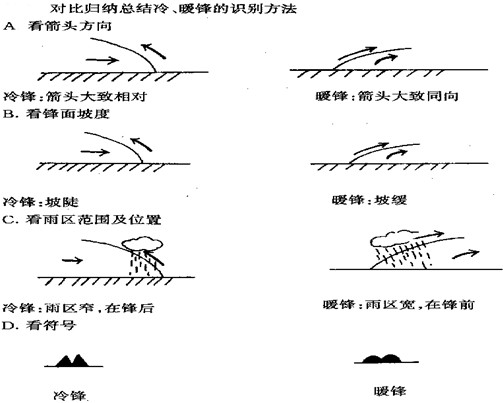 对比归纳总结冷、暖锋的识别方法
A 看箭头方向
冷锋:箭头大致相对 暖锋:箭头大致同向
B. 看锋面坡度
冷锋:坡陡 暖锋:坡缓
C. 看雨区范围及位置
冷锋:雨区窄,在锋后 暖锋:雨区宽,在锋前
D. 看符号
冷锋 暖锋